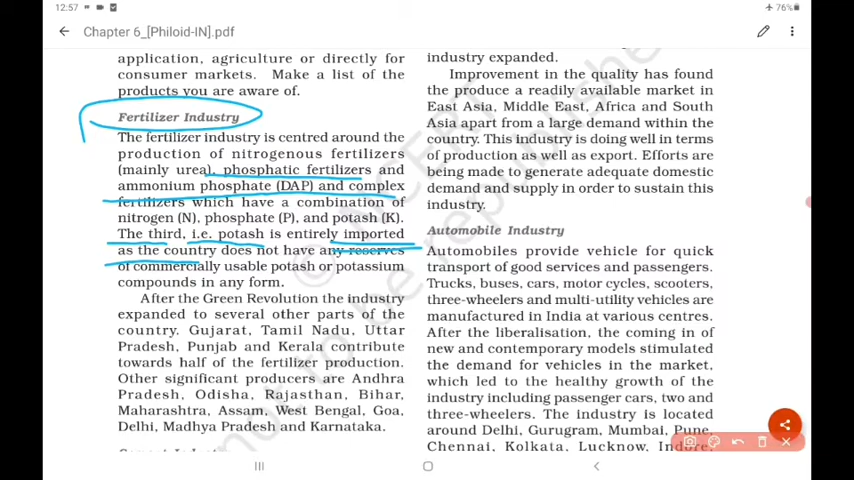 12:57
76%
Chapter 6_[Philoid-IN].pdf
application, agriculture or directly for
consumer markets. Make a list of the
products you are aware of.
Fertilizer Industry
The fertilizer industry is centred around the
production of nitrogenous fertilizers
(mainly urea), phosphatic fertilizers and
ammonium phosphate (DAP) and complex
fertilizers which have a combination of
nitrogen (N), phosphate (P), and potash (K).
The third, i.e. potash is entirely imported
as the country does not have any reserves
of commercially usable potash or potassium
compounds in any form.
After the Green Revolution the industry
expanded to several other parts of the
country. Gujarat, Tamil Nadu, Uttar
Pradesh, Punjab and Kerala contribute
towards half of the fertilizer production.
Other significant producers are Andhra
Pradesh, Odisha, Rajasthan, Bihar,
Maharashtra, Assam, West Bengal, Goa,
Delhi, Madhya Pradesh and Karnataka.
industry expanded.
Improvement in the quality has found
the produce a readily available market in
East Asia, Middle East, Africa and South
Asia apart from a large demand within the
country. This industry is doing well in terms
of production as well as export. Efforts are
being made to generate adequate domestic
demand and supply in order to sustain this
industry.
Automobile Industry
Automobiles provide vehicle for quick
transport of good services and passengers.
Trucks, buses, cars, motor cycles, scooters,
three-wheelers and multi-utility vehicles are
manufactured in India at various centres.
After the liberalisation, the coming in of
new and contemporary models stimulated
the demand for vehicles in the market,
which led to the healthy growth of the
industry including passenger cars, two and
three-wheelers. The industry is located
around Delhi, Gurugram, Mumbai, Pune,
Chennai, Kolkata, Lucknow, Indore,